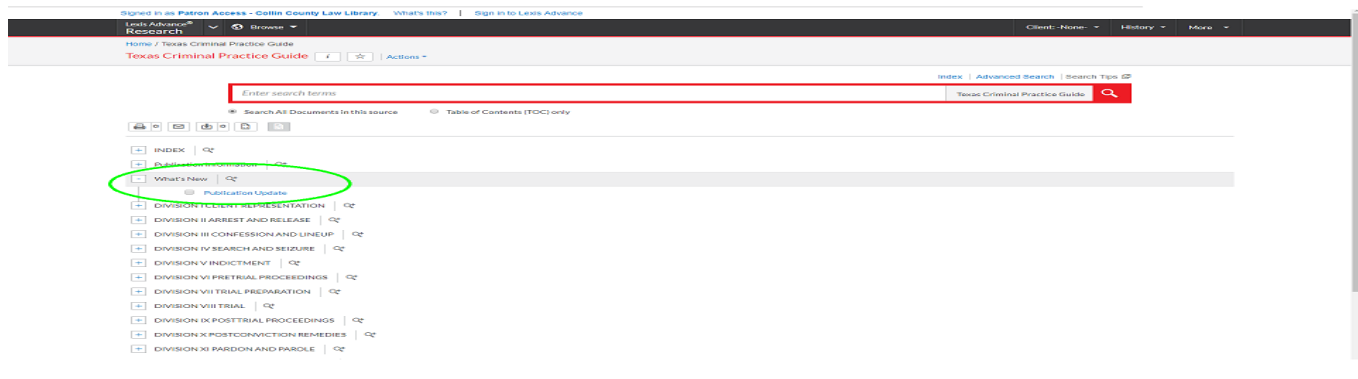 Signed in as Patron Access - Collin County Law Library. What's this? | Sign in to Lexis Advance
Lexis Advance® Research Browse Client: -None- History More
Home / Texas Criminal Practice Guide
Texas Criminal Practice Guide i | Actions
Index | Advanced Search | Search Tips
Enter search terms Texas Criminal Practice Guide
Search All Documents in this source Table of Contents (TOC) only
INDEX
Publication Information
What's New
Publication Update
DIVISION I CLIENT REPRESENTATION
DIVISION II ARREST AND RELEASE
DIVISION III CONFESSION AND LINEUP
DIVISION IV SEARCH AND SEIZURE
DIVISION V INDICTMENT
DIVISION VI PRETRIAL PROCEEDINGS
DIVISION VII TRIAL PREPARATION
DIVISION VIII TRIAL
DIVISION IX POSTTRIAL PROCEEDINGS
DIVISION X POSTCONVICTION REMEDIES
DIVISION XI PARDON AND PAROLE